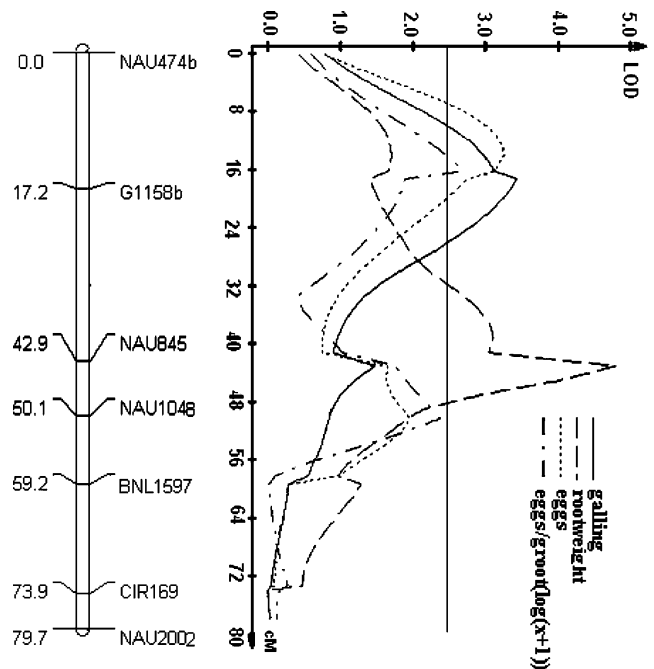 0.0 1.0 2.0 3.0 4.0 5.0
LOD
0.0 NAU474b
17.2 G1158b
42.9 NAU845
50.1 NAU1048
59.2 BNL1597
73.9 CIR169
79.7 NAU2002
0
8
16
24
32
40
48
56
64
72
80
cM
galling
rootweight
eggs
eggs/groot(log(x+1))